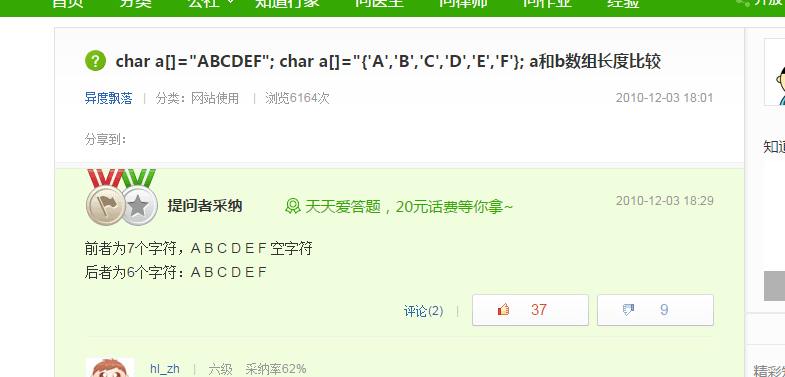 首页 分类 公社 知道行家 问医生 问律师 问作业 经验 开放
char a[]="ABCDEF"; char a[]="{'A','B','C','D','E','F'}; a和b数组长度比较
异度飘落 | 分类：网站使用 | 浏览6164次 2010-12-03 18:01
分享到：
知道
提问者采纳 天天爱答题，20元话费等你拿~ 2010-12-03 18:29
前者为7个字符，A B C D E F 空字符
后者为6个字符：A B C D E F
评论(2) | 37 9
hl_zh | 六级 采纳率62%
精彩知